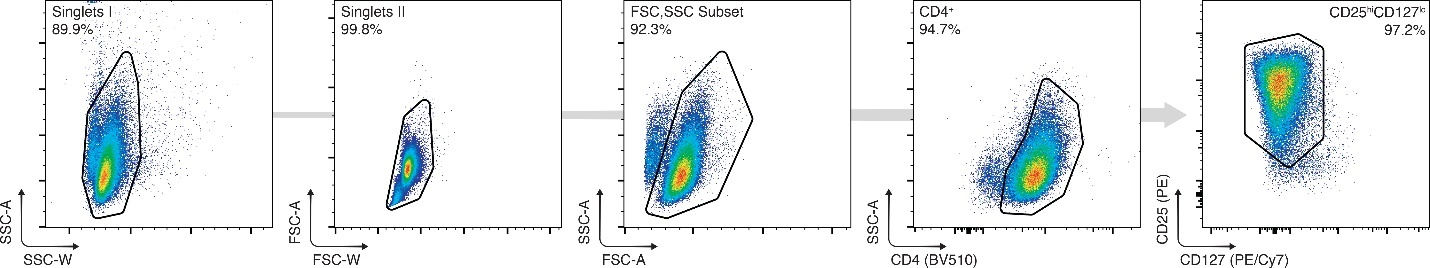 Singlets I
89.9%
SSC-A
SSC-W
Singlets II
99.8%
FSC-A
FSC-W
FSC,SSC Subset
92.3%
SSC-A
FSC-A
CD4⁺
94.7%
SSC-A
CD4 (BV510)
CD25ʰⁱCD127ˡᵒ
97.2%
CD25 (PE)
CD127 (PE/Cy7)